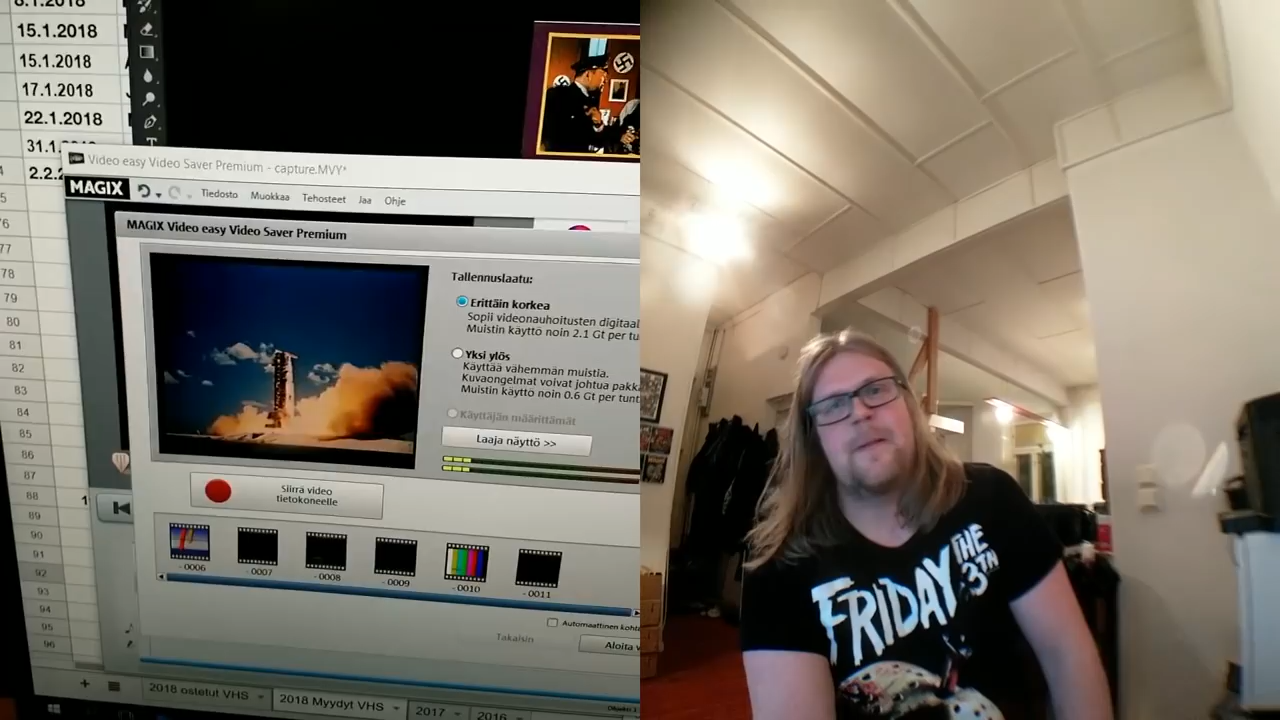 8.1.2018
15.1.2018
15.1.2018
17.1.2018
22.1.2018
31.1.2018
2.2.2
Video easy Video Saver Premium - capture.MVY*
MAGIX
Tiedosto Muokkaa Tehosteet Jaa Ohje
MAGIX Video easy Video Saver Premium
Tallennuslaatu:
Erittäin korkea
Sopii videonauhoitusten digitaal
Muistin käyttö noin 2.1 Gt per tu
Yksi ylös
Käyttää vähemmän muistia.
Kuvaongelmat voivat johtua pakka
Muistin käyttö noin 0.6 Gt per tunt
Käyttäjän määrittämät
Laaja näyttö >>
Siirrä video
tietokoneelle
- 0006 - 0007 - 0008 - 0009 - 0010 - 0011
Automaattinen kohta
Takaisin
Aloita v
77
78
79
80
81
82
83
84
85
86
87
88
89
90
91
92
93
94
95
96
2018 ostetut VHS 2018 Myydyt VHS 2017 2016
FRIDAY
THE
13TH